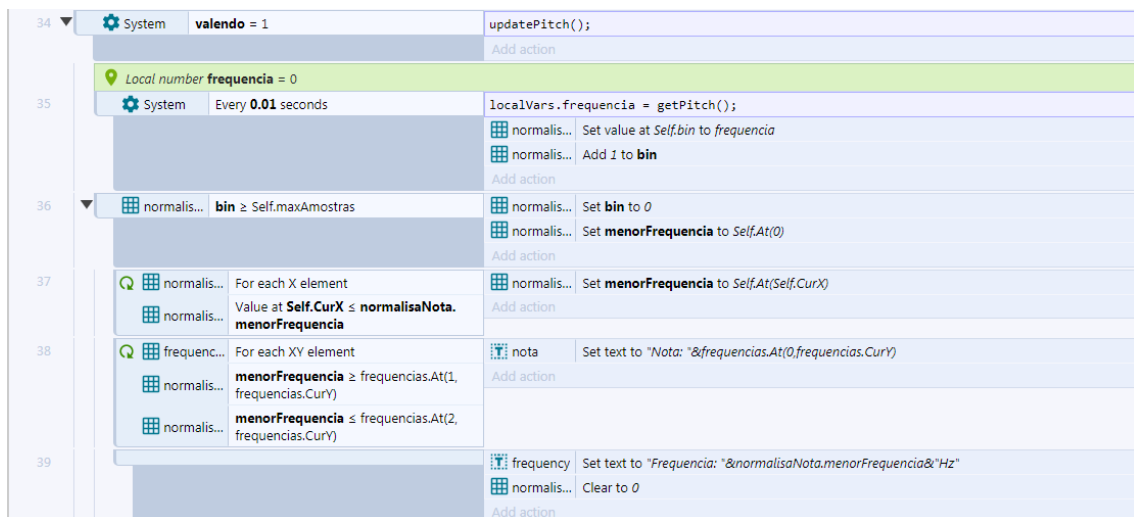 34 System valendo = 1 updatePitch();
Add action
Local number frequencia = 0
35 System Every 0.01 seconds localVars.frequencia = getPitch();
normalis... Set value at Self.bin to frequencia
normalis... Add 1 to bin
Add action
36 normalis... bin ≥ Self.maxAmostras normalis... Set bin to 0
normalis... Set menorFrequencia to Self.At(0)
Add action
37 normalis... For each X element normalis... Set menorFrequencia to Self.At(Self.CurX)
normalis... Value at Self.CurX ≤ normalisaNota. Add action
menorFrequencia
38 frequenc... For each XY element nota Set text to "Nota: "&frequencias.At(0,frequencias.CurY)
normalis... menorFrequencia ≥ frequencias.At(1, Add action
frequencias.CurY)
normalis... menorFrequencia ≤ frequencias.At(2,
frequencias.CurY)
39 frequency Set text to "Frequencia: "&normalisaNota.menorFrequencia&"Hz"
normalis... Clear to 0
Add action